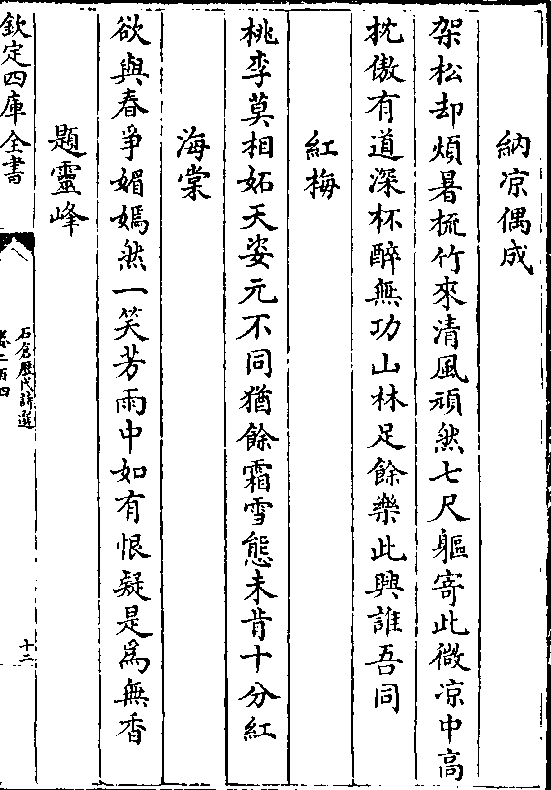 納凉偶成
架松却煩暑梳竹來清風頑然七尺軀寄此微凉中高
枕傲有道深杯醉無功山林足餘樂此興誰吾同
紅梅
桃李莫相妬天姿元不同猶餘霜雪態未肯十分紅
海棠
欲與春爭媚嫣然一笑芳雨中如有恨疑是爲無香
題靈峰
欽定四庫全書
石倉歷代詩選
卷二百四
十二